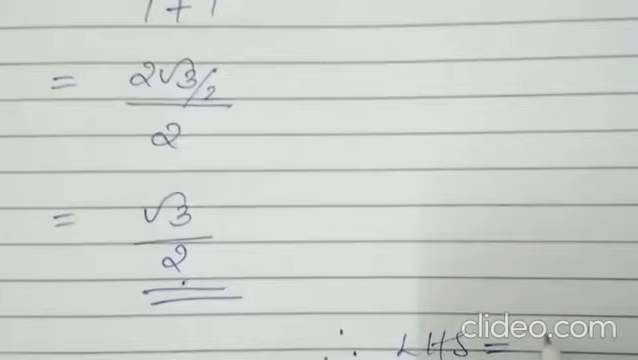 1 + 1
= 2√3/2
2
= √3
2
∴ LHS =
clideo.com